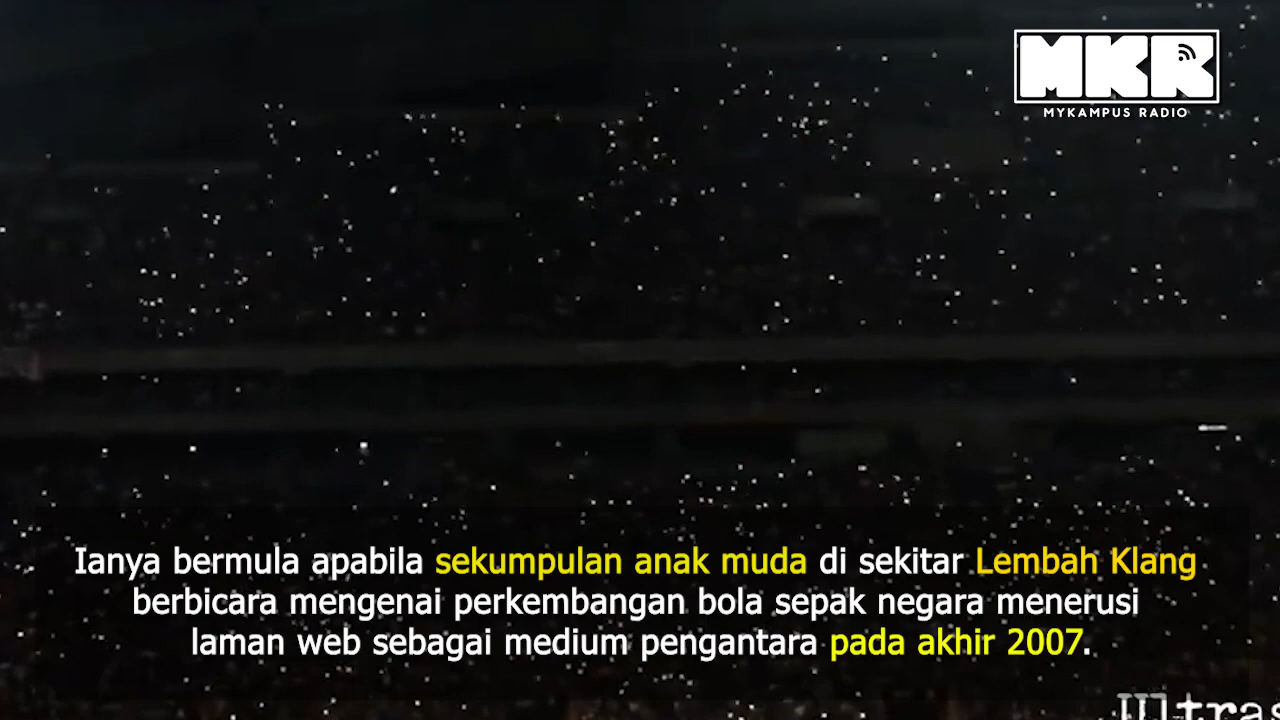 MKR
MYKAMPUS RADIO
Ianya bermula apabila sekumpulan anak muda di sekitar Lembah Klang
berbicara mengenai perkembangan bola sepak negara menerusi
laman web sebagai medium pengantara pada akhir 2007.
Ultras